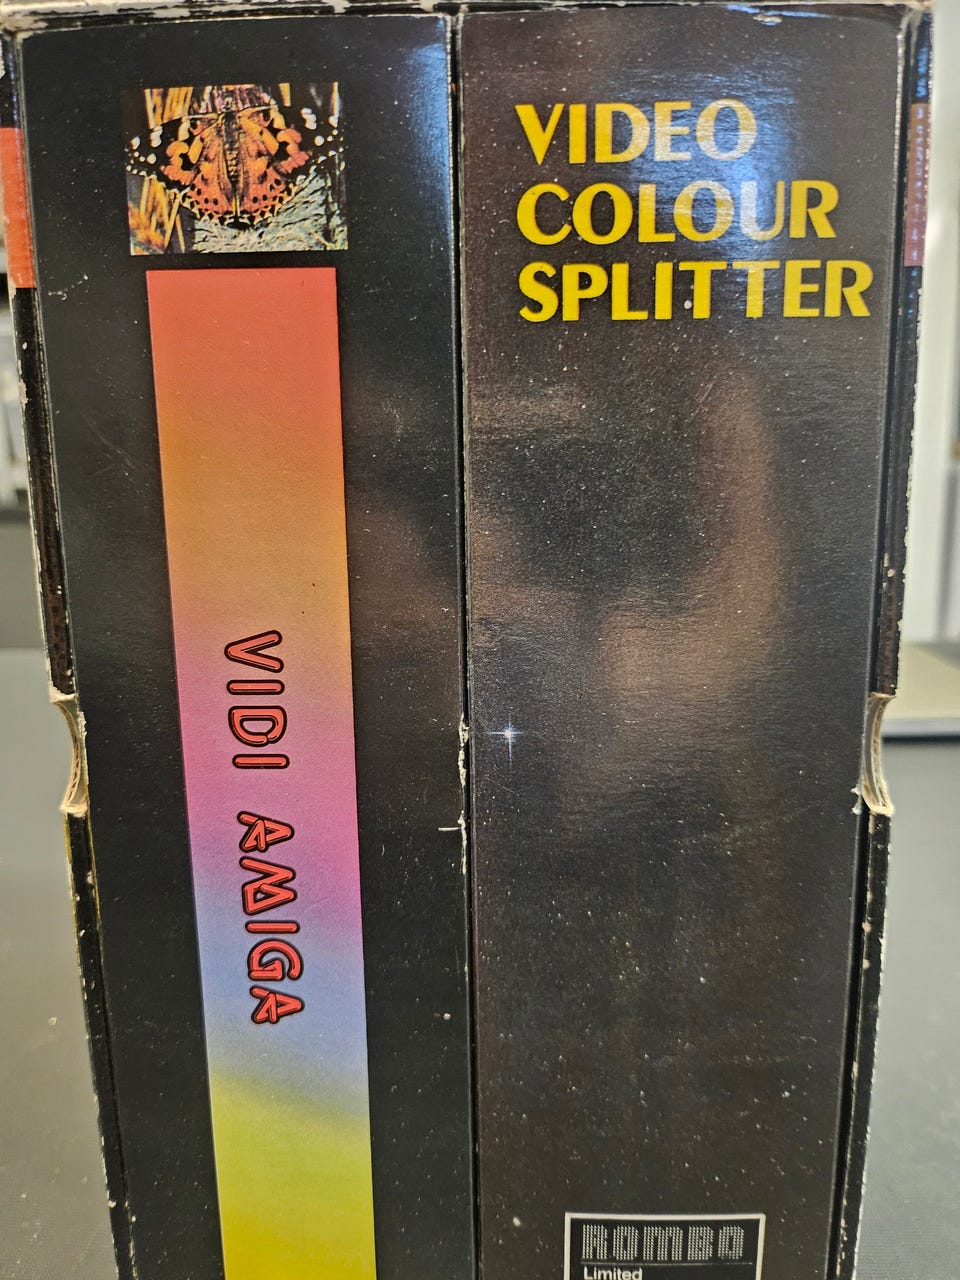 VIDI AMIGA
VIDEO
COLOUR
SPLITTER
ROMBO
Limited